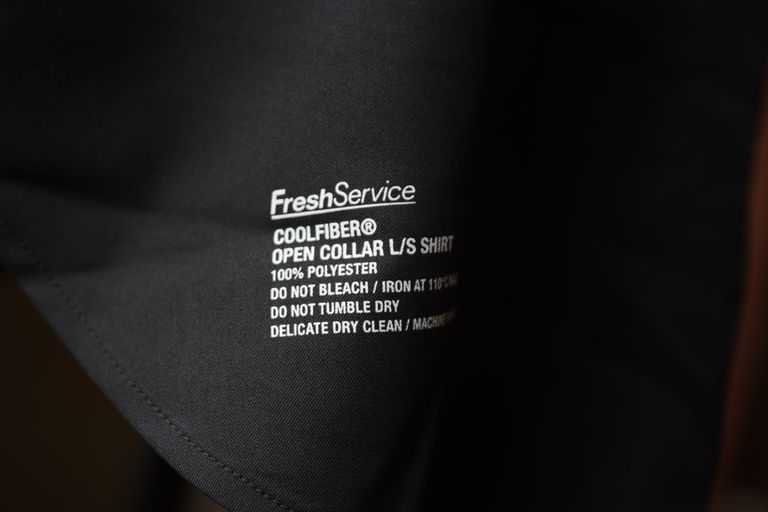 FreshService
COOLFIBER®
OPEN COLLAR L/S SHIRT
100% POLYESTER
DO NOT BLEACH / IRON AT 110°C
DO NOT TUMBLE DRY
DELICATE DRY CLEAN / MACHINE